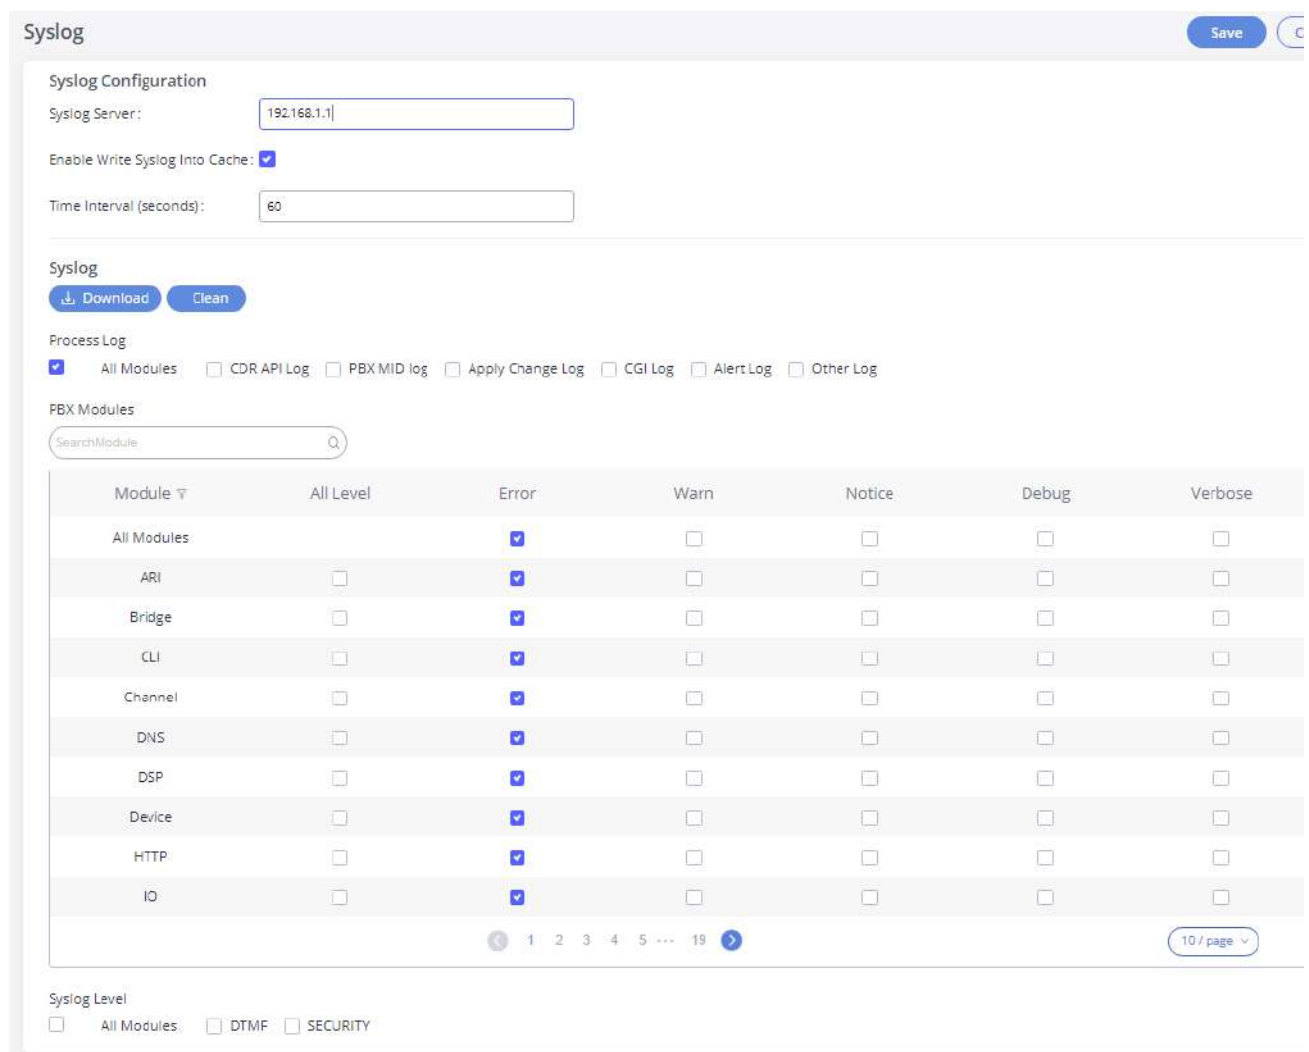 Syslog
Save
C
Syslog Configuration
Syslog Server:
192.168.1.1
Enable Write Syslog Into Cache:
Time Interval (seconds):
60
Syslog
Download Clean
Process Log
All Modules CDR API Log PBX MID log Apply Change Log CGI Log Alert Log Other Log
PBX Modules
SearchModule
Module All Level Error Warn Notice Debug Verbose
All Modules
ARI
Bridge
CLI
Channel
DNS
DSP
Device
HTTP
IO
1 2 3 4 5 ... 19 10 / page
Syslog Level
All Modules DTMF SECURITY